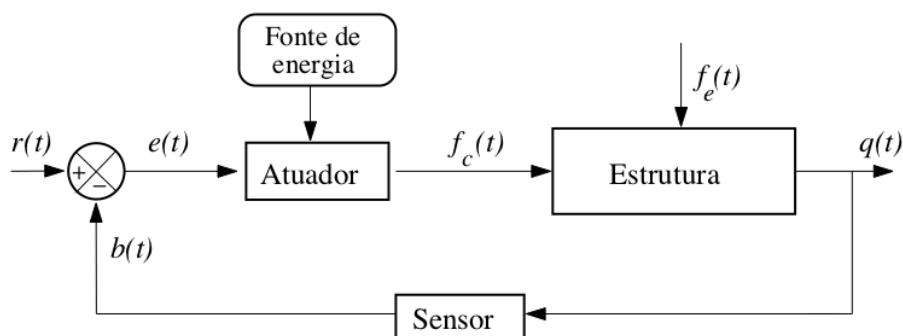 Fonte de
energia
f_e(t)
r(t)
+
−
e(t)
Atuador
f_c(t)
Estrutura
q(t)
b(t)
Sensor